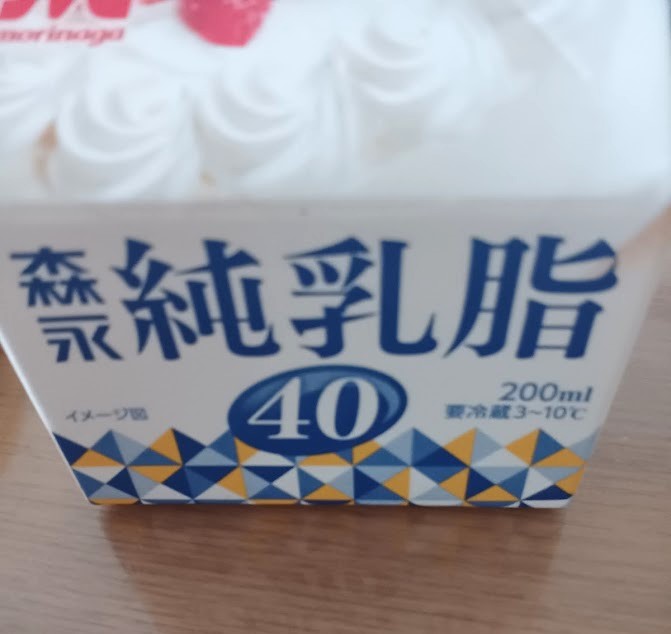 morinaga
森永
純乳脂
40
イメージ図
200ml
要冷蔵3~10℃